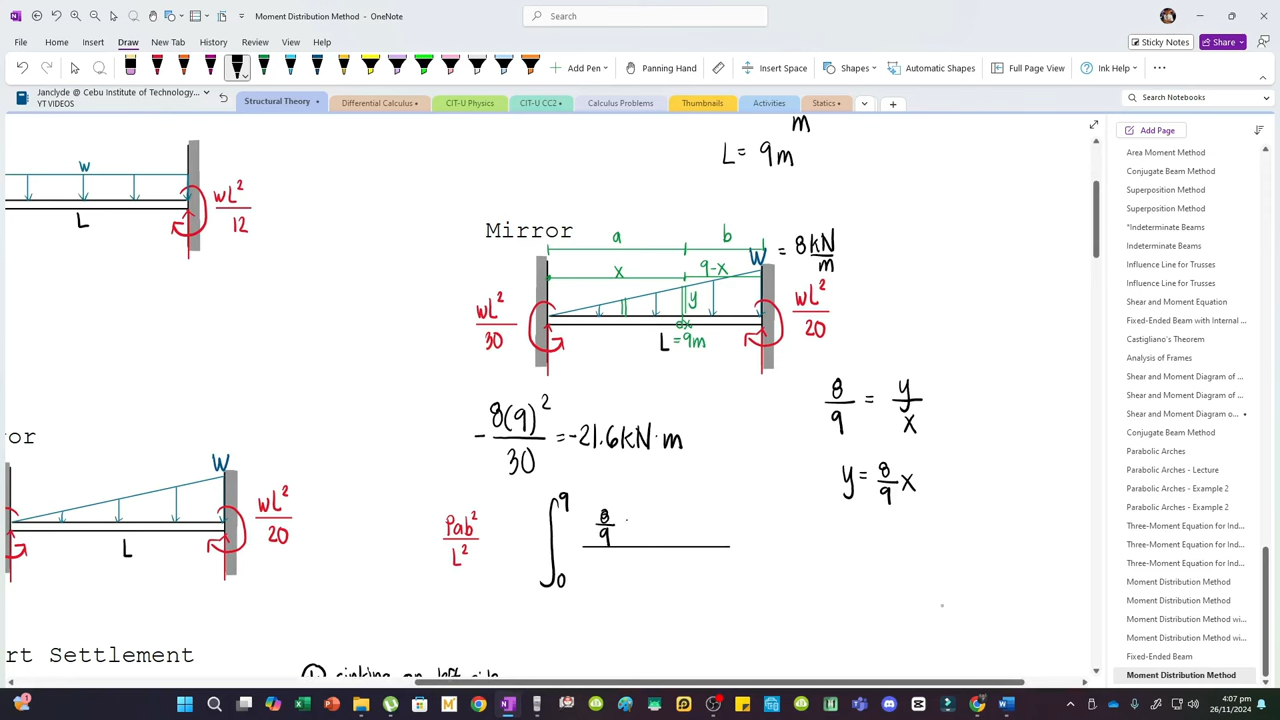 Moment Distribution Method - OneNote
Search
File Home Insert Draw New Tab History Review View Help
Sticky Notes
Share
Add Pen
Panning Hand
Insert Space
Shapes
Automatic Shapes
Full Page View
Ink Help
Janclyde @ Cebu Institute of Technology...
YT VIDEOS
Structural Theory
Differential Calculus
CIT-U Physics
CIT-U CC2
Calculus Problems
Thumbnails
Activities
Statics
Search Notebooks
Add Page
Area Moment Method
Conjugate Beam Method
Superposition Method
Superposition Method
*Indeterminate Beams
Indeterminate Beams
Influence Line for Trusses
Influence Line for Trusses
Shear and Moment Equation
Fixed-Ended Beam with Internal ...
Castigliano's Theorem
Analysis of Frames
Shear and Moment Diagram of ...
Shear and Moment Diagram of ...
Shear and Moment Diagram o...
Conjugate Beam Method
Parabolic Arches
Parabolic Arches - Lecture
Parabolic Arches - Example 2
Parabolic Arches - Example 2
Three-Moment Equation for Ind...
Three-Moment Equation for Ind...
Three-Moment Equation for Ind...
Moment Distribution Method
Moment Distribution Method
Moment Distribution Method wi...
Moment Distribution Method wi...
Fixed-Ended Beam
Moment Distribution Method
m
L = 9m
w
L
wL²
12
Mirror
a
b
x
9-x
W
= 8kN
m
y
dx
L = 9m
wL²
30
wL²
20
8/9 = y/x
y = 8/9 x
- 8(9)²/30 = -21.6kN·m
or
W
L
wL²
20
Pab²
L²
∫ 9 0
8
9
rt Settlement
sinking on left side
4:07 pm
26/11/2024